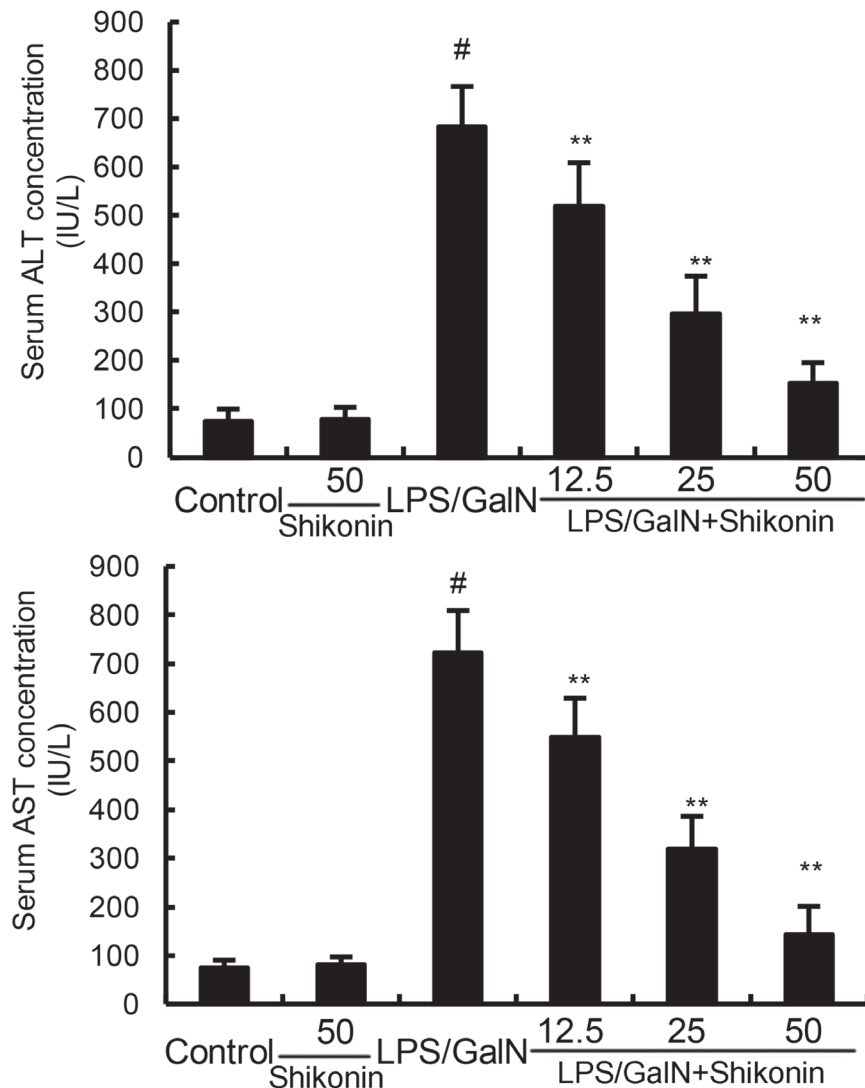 900
800
700
600
500
400
300
200
100
0
Serum ALT concentration
(IU/L)
#
**
**
**
50 12.5 25 50
Control LPS/GalN
Shikonin LPS/GalN+Shikonin
900
800
700
600
500
400
300
200
100
0
Serum AST concentration
(IU/L)
#
**
**
**
50 12.5 25 50
Control LPS/GalN
Shikonin LPS/GalN+Shikonin